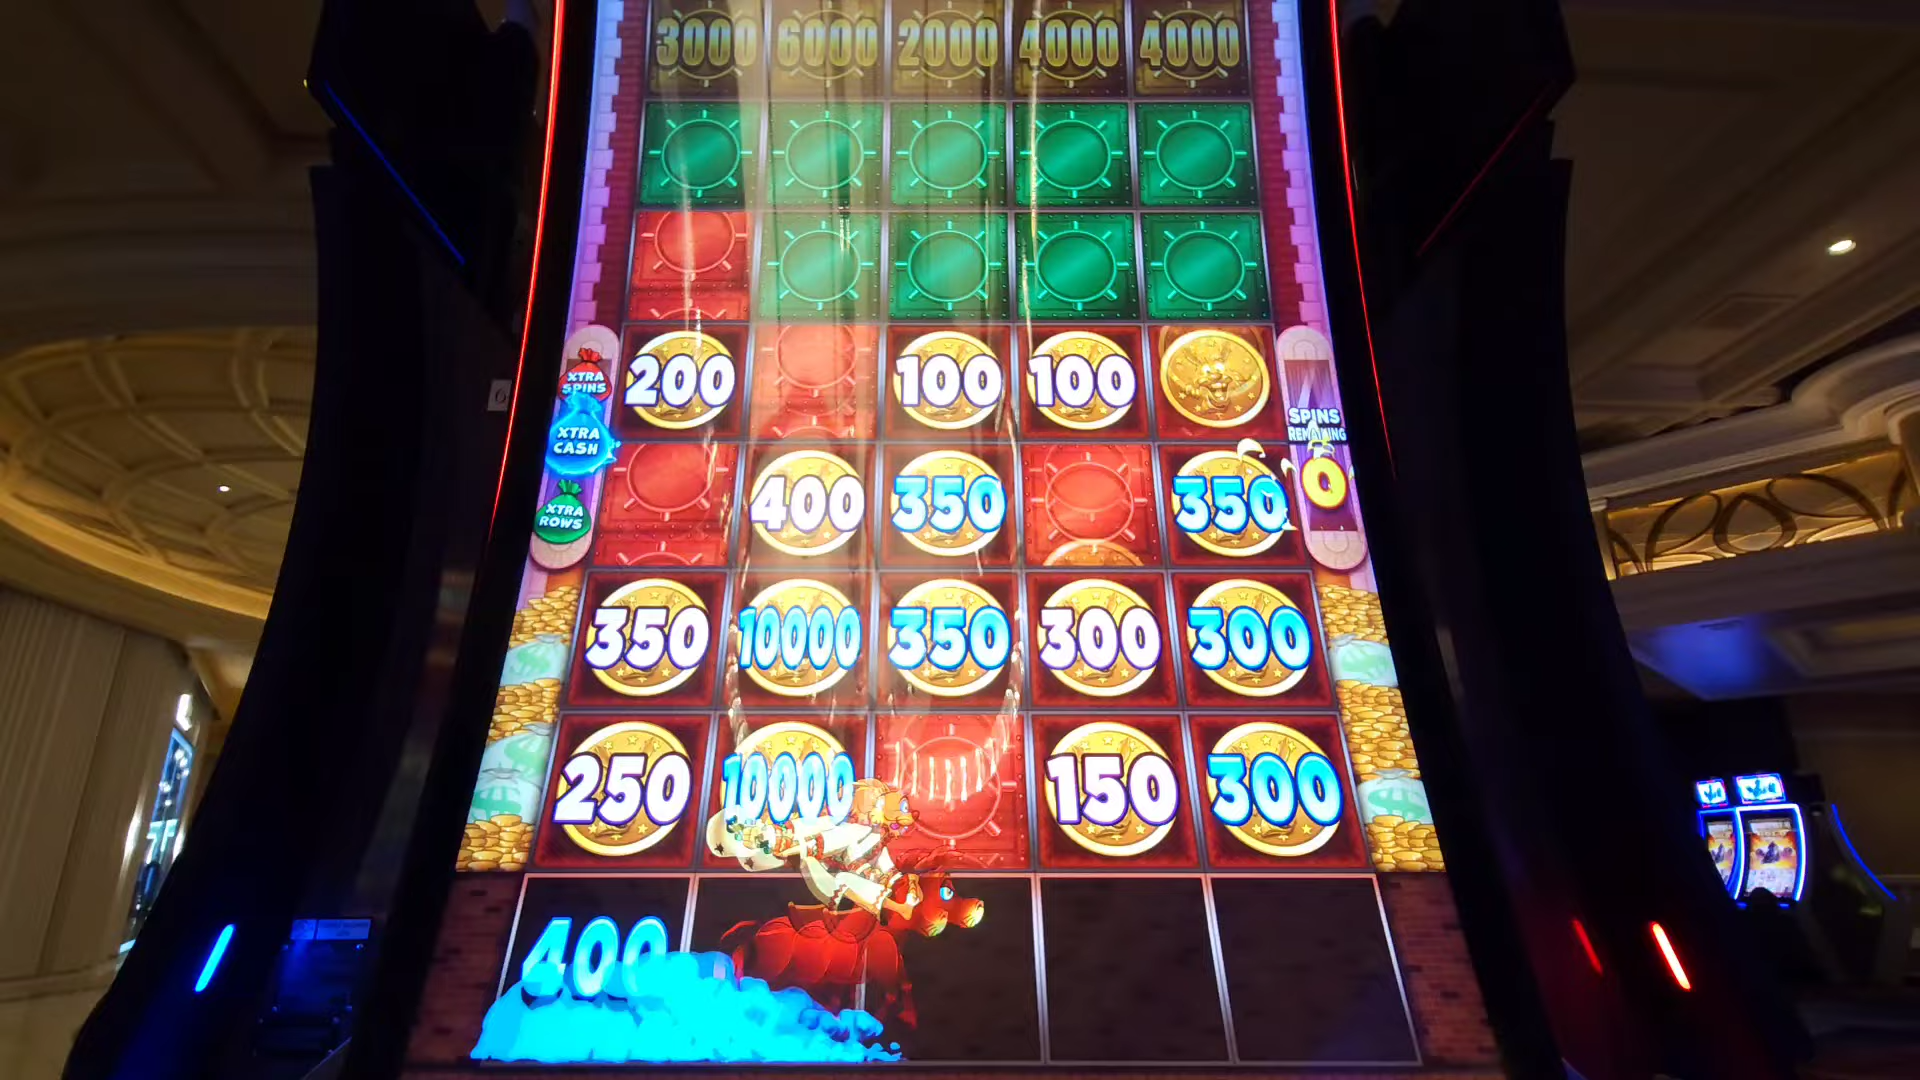 3000 6000 2000 4000 4000
200 100 100
XTRA
SPINS
XTRA
CASH
XTRA
ROWS
SPINS
REMAINING
0
400 350 350
350 10000 350 300 300
250 10000 150 300
400